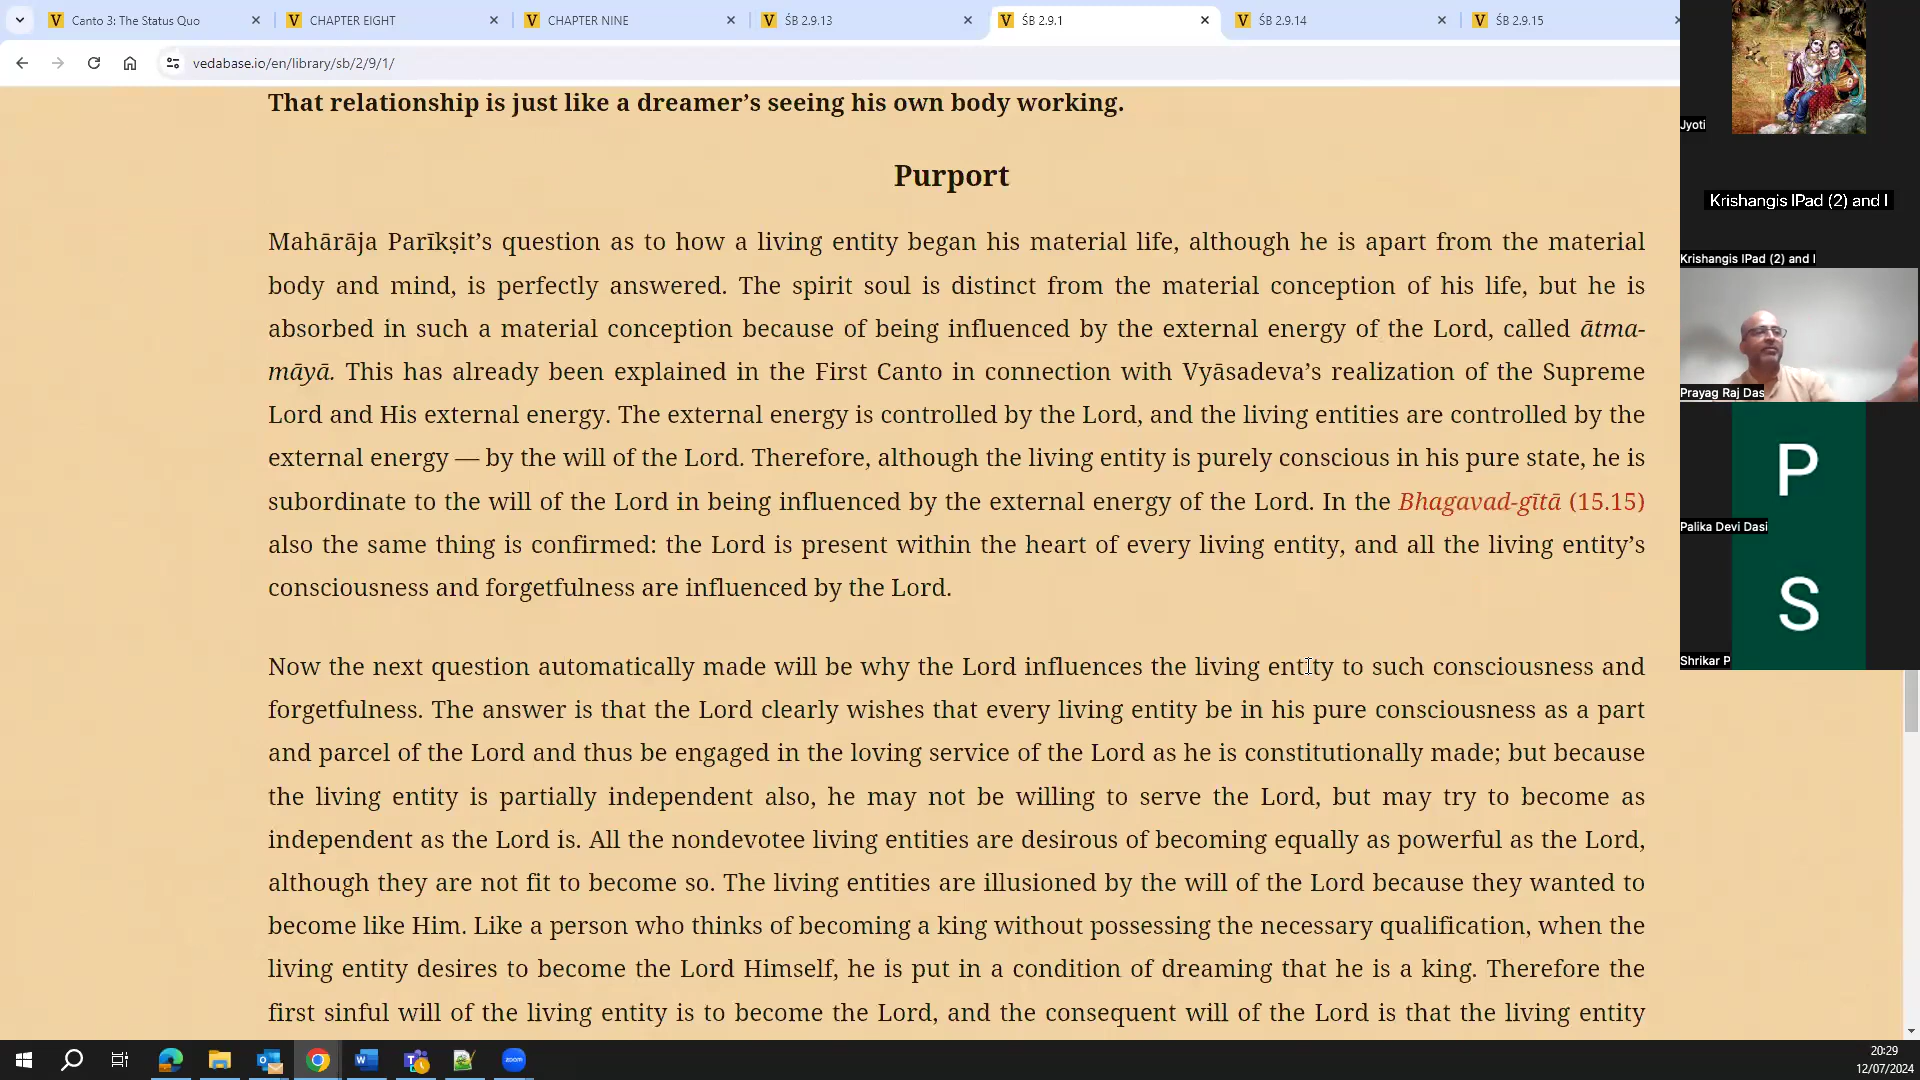 Canto 3: The Status Quo
CHAPTER EIGHT
CHAPTER NINE
ŚB 2.9.13
ŚB 2.9.1
ŚB 2.9.14
ŚB 2.9.15
vedabase.io/en/library/sb/2/9/1/
That relationship is just like a dreamer’s seeing his own body working.
Purport
Mahārāja Parīkṣit’s question as to how a living entity began his material life, although he is apart from the material
body and mind, is perfectly answered. The spirit soul is distinct from the material conception of his life, but he is
absorbed in such a material conception because of being influenced by the external energy of the Lord, called ātma-
māyā. This has already been explained in the First Canto in connection with Vyāsadeva’s realization of the Supreme
Lord and His external energy. The external energy is controlled by the Lord, and the living entities are controlled by the
external energy — by the will of the Lord. Therefore, although the living entity is purely conscious in his pure state, he is
subordinate to the will of the Lord in being influenced by the external energy of the Lord. In the Bhagavad-gītā (15.15)
also the same thing is confirmed: the Lord is present within the heart of every living entity, and all the living entity’s
consciousness and forgetfulness are influenced by the Lord.
Now the next question automatically made will be why the Lord influences the living entity to such consciousness and
forgetfulness. The answer is that the Lord clearly wishes that every living entity be in his pure consciousness as a part
and parcel of the Lord and thus be engaged in the loving service of the Lord as he is constitutionally made; but because
the living entity is partially independent also, he may not be willing to serve the Lord, but may try to become as
independent as the Lord is. All the nondevotee living entities are desirous of becoming equally as powerful as the Lord,
although they are not fit to become so. The living entities are illusioned by the will of the Lord because they wanted to
become like Him. Like a person who thinks of becoming a king without possessing the necessary qualification, when the
living entity desires to become the Lord Himself, he is put in a condition of dreaming that he is a king. Therefore the
first sinful will of the living entity is to become the Lord, and the consequent will of the Lord is that the living entity
Jyoti
Krishangis IPad (2) and I
Krishangis IPad (2) and I
Prayag Raj Das
P
Palika Devi Dasi
S
Shrikar P
zoom
20:29
12/07/2024